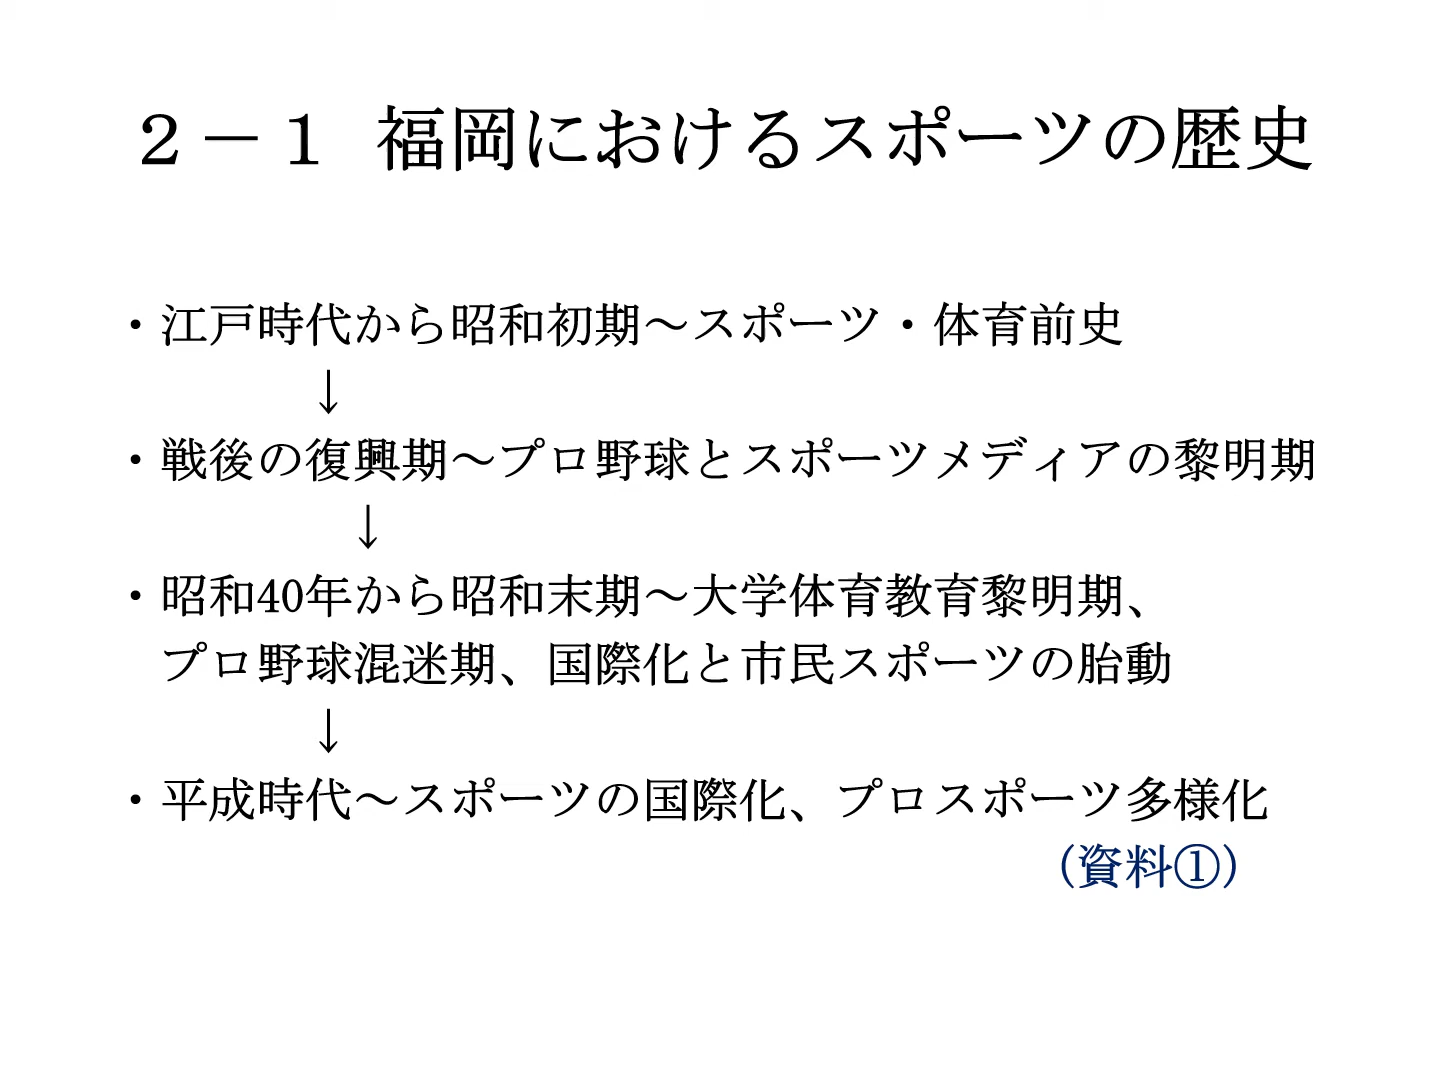 ２－１ 福岡におけるスポーツの歴史
・江戸時代から昭和初期～スポーツ・体育前史
↓
・戦後の復興期～プロ野球とスポーツメディアの黎明期
↓
・昭和40年から昭和末期～大学体育教育黎明期、
プロ野球混迷期、国際化と市民スポーツの胎動
↓
・平成時代～スポーツの国際化、プロスポーツ多様化
（資料①）